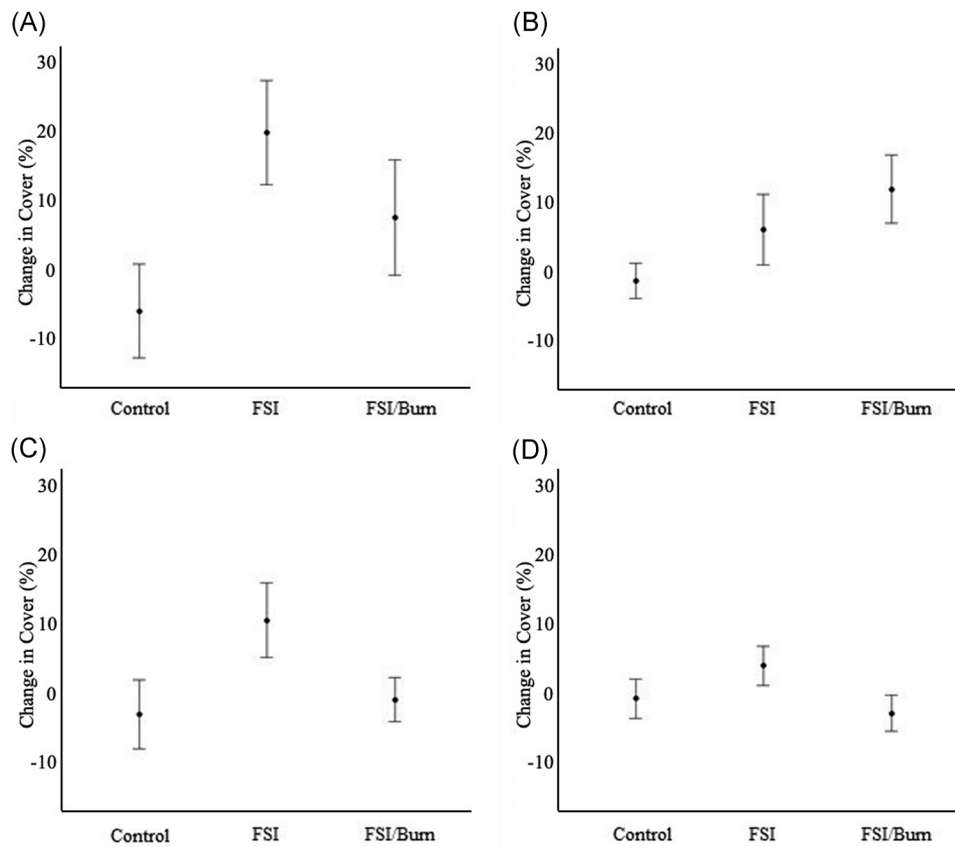 (A)
Change in Cover (%)
30
20
10
0
-10
Control FSI FSI/Burn
(B)
Change in Cover (%)
30
20
10
0
-10
Control FSI FSI/Burn
(C)
Change in Cover (%)
30
20
10
0
-10
Control FSI FSI/Burn
(D)
Change in Cover (%)
30
20
10
0
-10
Control FSI FSI/Burn